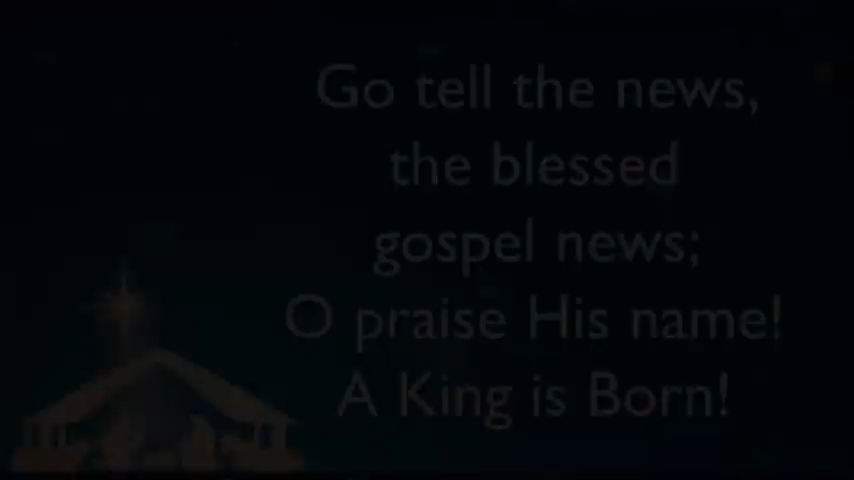 Go tell the news,
the blessed
gospel news;
O praise His name!
A King is Born!